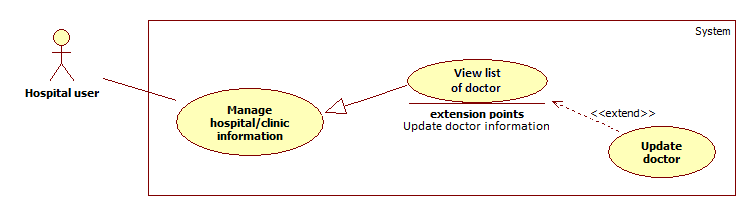 System
Hospital user
Manage
hospital/clinic
information
View list
of doctor
extension points
Update doctor information
<<extend>>
Update
doctor